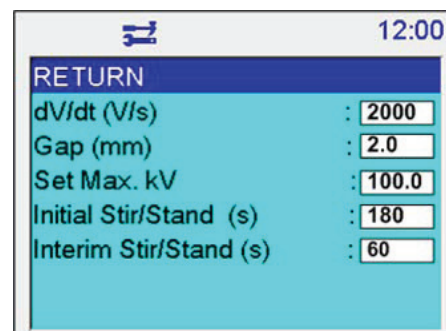 12:00
RETURN
dV/dt (V/s) : 2000
Gap (mm) : 2.0
Set Max. kV : 100.0
Initial Stir/Stand (s) : 180
Interim Stir/Stand (s) : 60